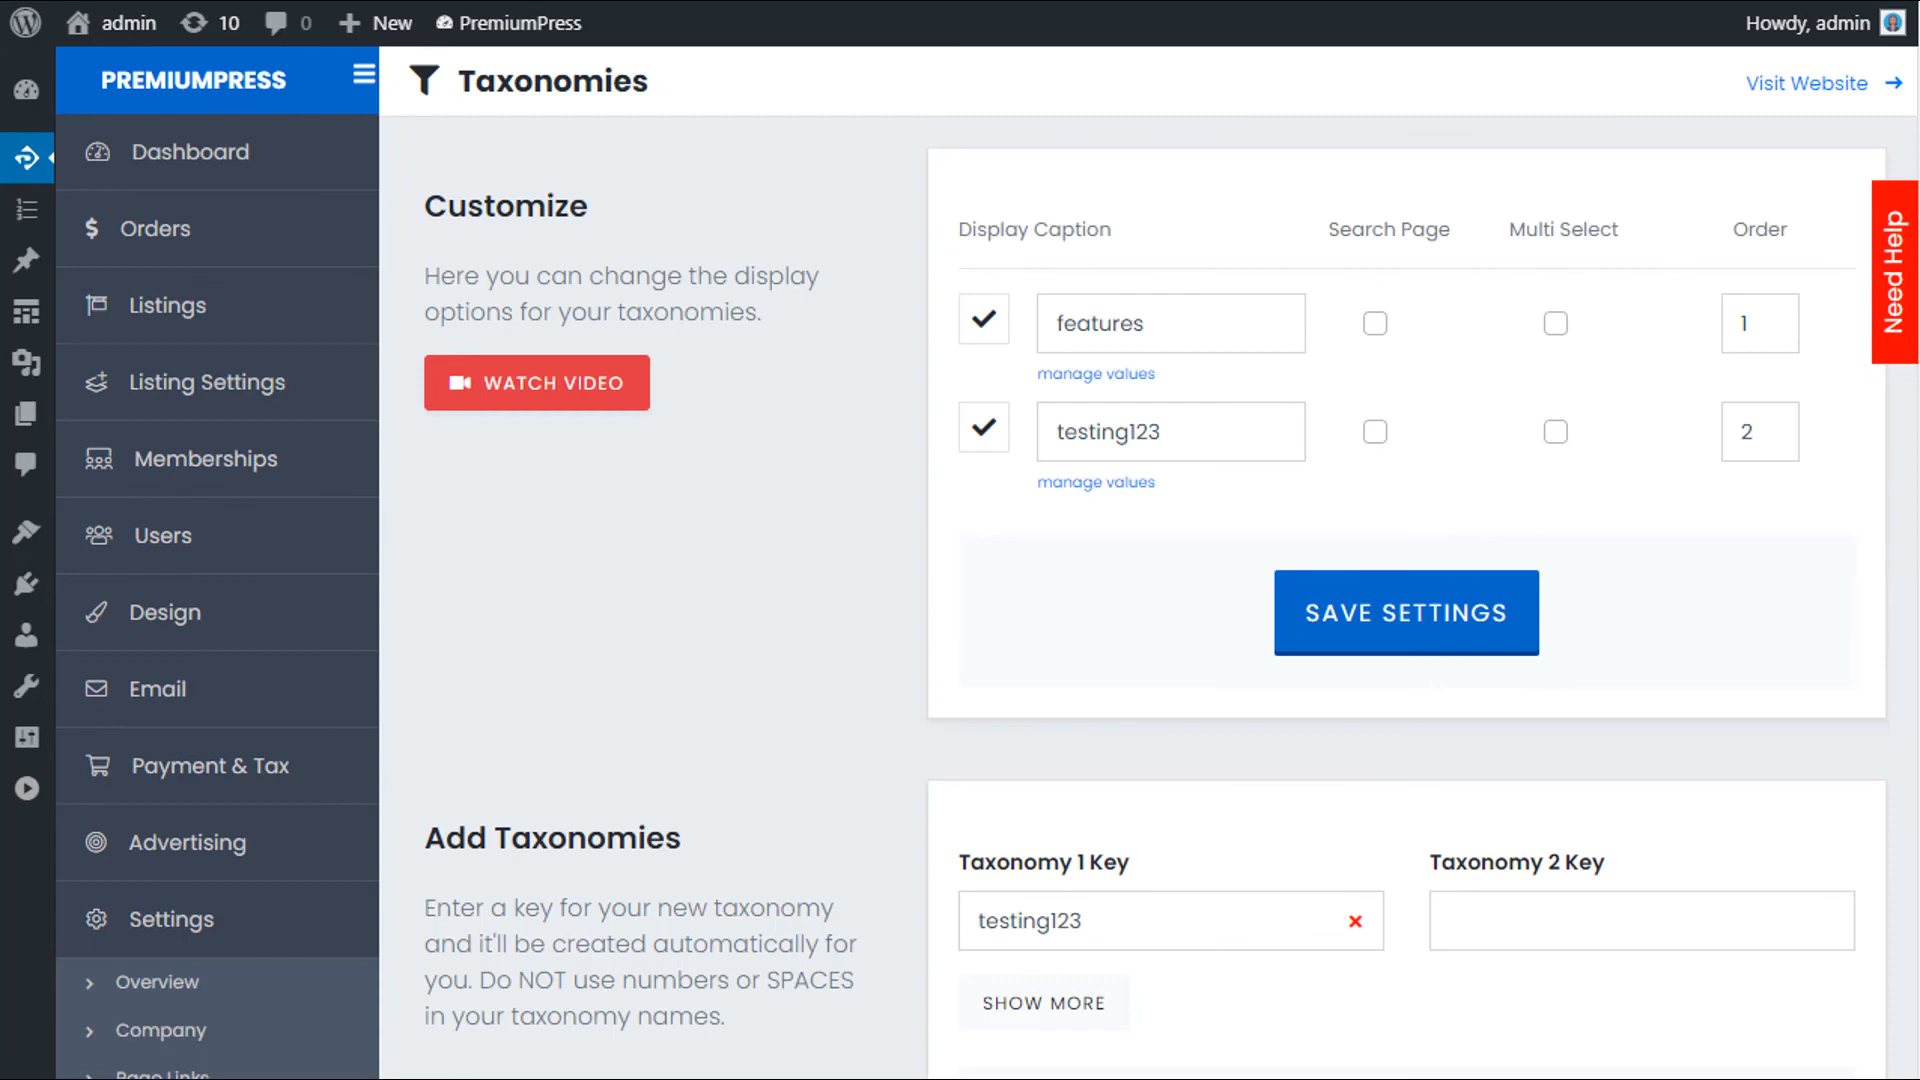 admin
10
0
New
PremiumPress
Howdy, admin
PREMIUMPRESS
Taxonomies
Visit Website
Dashboard
Orders
Listings
Listing Settings
Memberships
Users
Design
Email
Payment & Tax
Advertising
Settings
Overview
Company
Page Links
Customize
Here you can change the display
options for your taxonomies.
WATCH VIDEO
Display Caption
Search Page
Multi Select
Order
features
1
manage values
testing123
2
manage values
SAVE SETTINGS
Need Help
Add Taxonomies
Enter a key for your new taxonomy
and it'll be created automatically for
you. Do NOT use numbers or SPACES
in your taxonomy names.
Taxonomy 1 Key
Taxonomy 2 Key
testing123
SHOW MORE